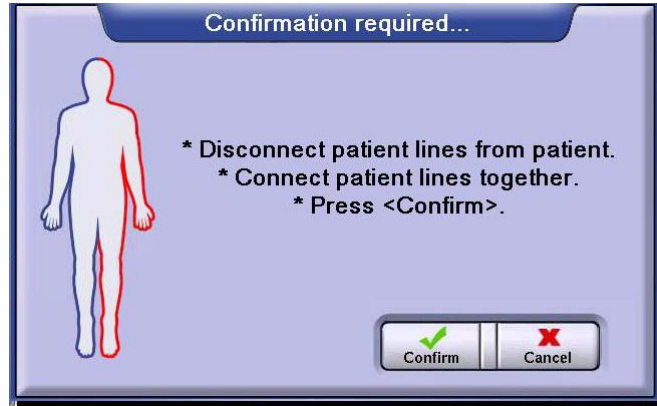 Confirmation required...
* Disconnect patient lines from patient.
* Connect patient lines together.
* Press <Confirm>.
Confirm
Cancel